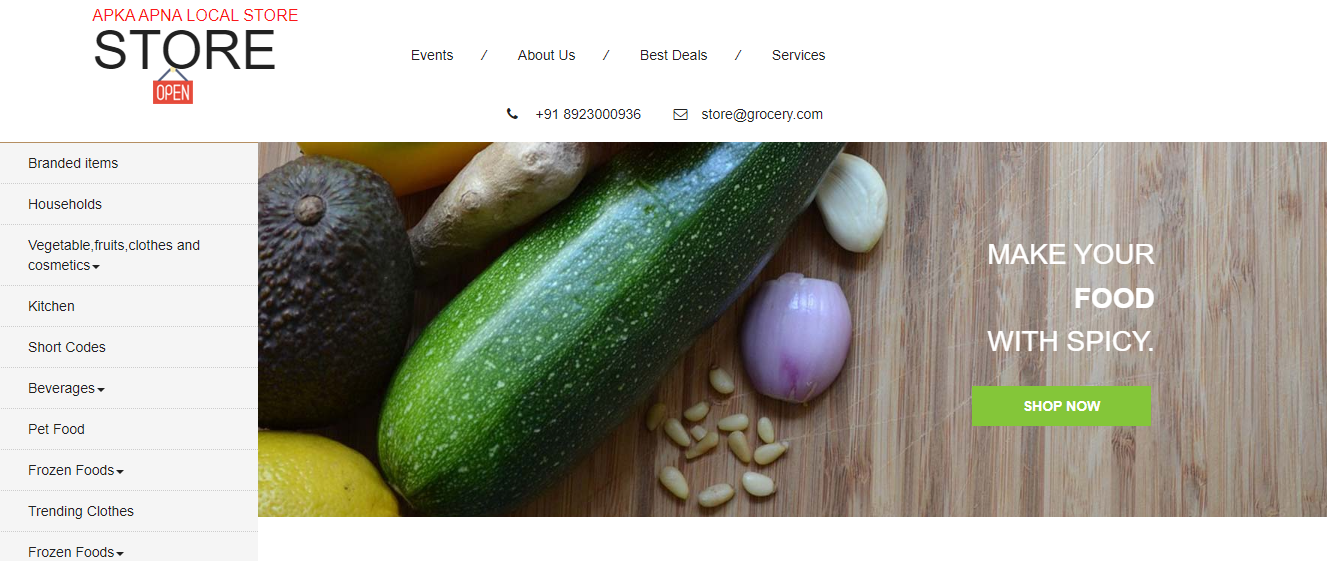 APKA APNA LOCAL STORE
STORE
OPEN
Events / About Us / Best Deals / Services
+91 8923000936 store@grocery.com
Branded items
Households
Vegetable,fruits,clothes and
cosmetics
Kitchen
Short Codes
Beverages
Pet Food
Frozen Foods
Trending Clothes
Frozen Foods
MAKE YOUR
FOOD
WITH SPICY.
SHOP NOW